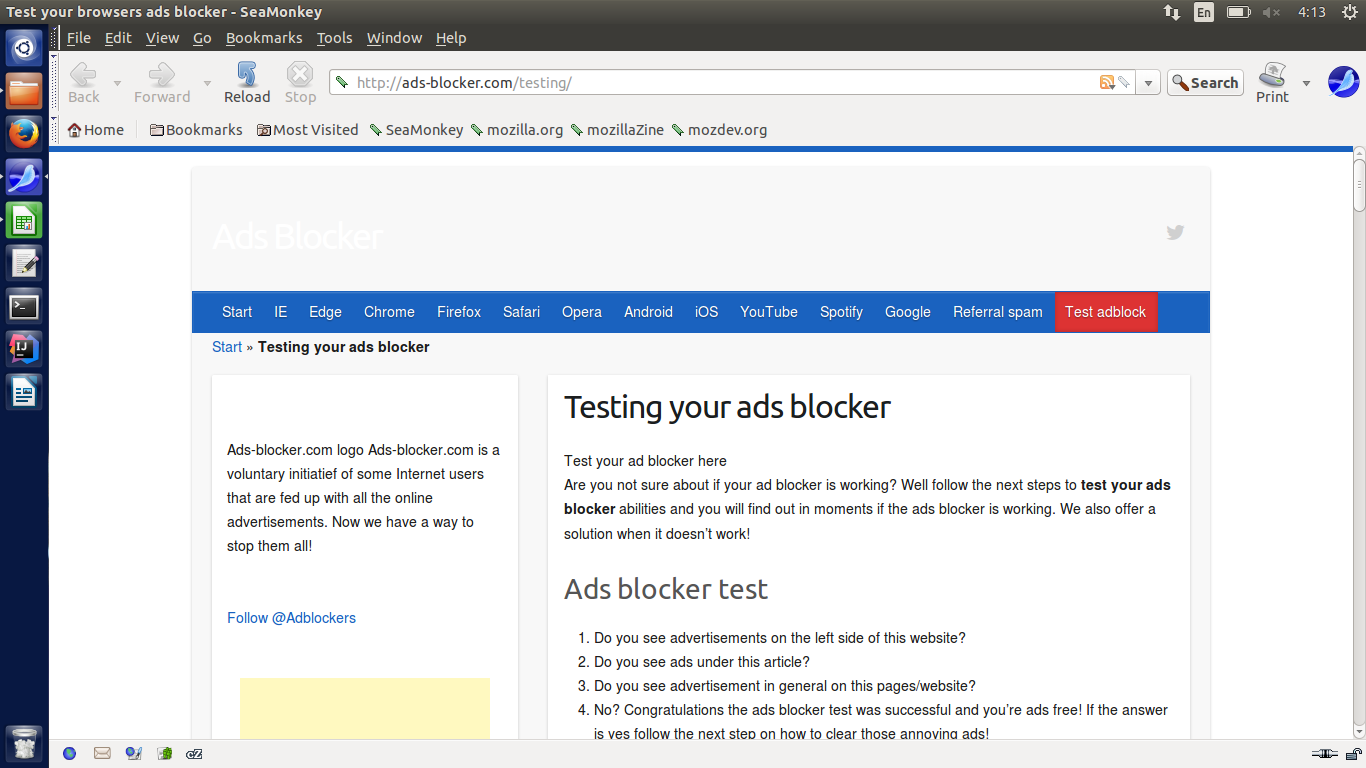 Test your browsers ads blocker - SeaMonkey
En
4:13
File Edit View Go Bookmarks Tools Window Help
Back
Forward
Reload
Stop
http://ads-blocker.com/testing/
Search
Print
Home
Bookmarks
Most Visited
SeaMonkey
mozilla.org
mozillaZine
mozdev.org
Ads Blocker
Start IE Edge Chrome Firefox Safari Opera Android iOS YouTube Spotify Google Referral spam Test adblock
Start » Testing your ads blocker
Ads-blocker.com logo Ads-blocker.com is a
voluntary initiatief of some Internet users
that are fed up with all the online
advertisements. Now we have a way to
stop them all!
Follow @Adblockers
Testing your ads blocker
Test your ad blocker here
Are you not sure about if your ad blocker is working? Well follow the next steps to test your ads
blocker abilities and you will find out in moments if the ads blocker is working. We also offer a
solution when it doesn't work!
Ads blocker test
1. Do you see advertisements on the left side of this website?
2. Do you see ads under this article?
3. Do you see advertisement in general on this pages/website?
4. No? Congratulations the ads blocker test was successful and you're ads free! If the answer
is yes follow the next step on how to clear those annoying ads!
cZ